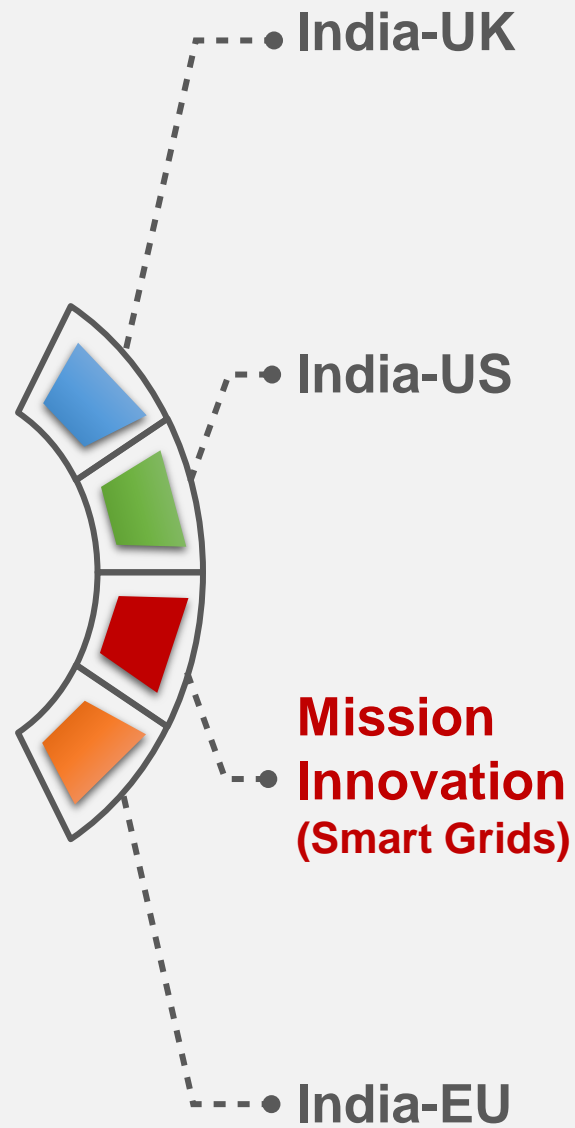 India-UK
India-US
Mission
Innovation
(Smart Grids)
India-EU